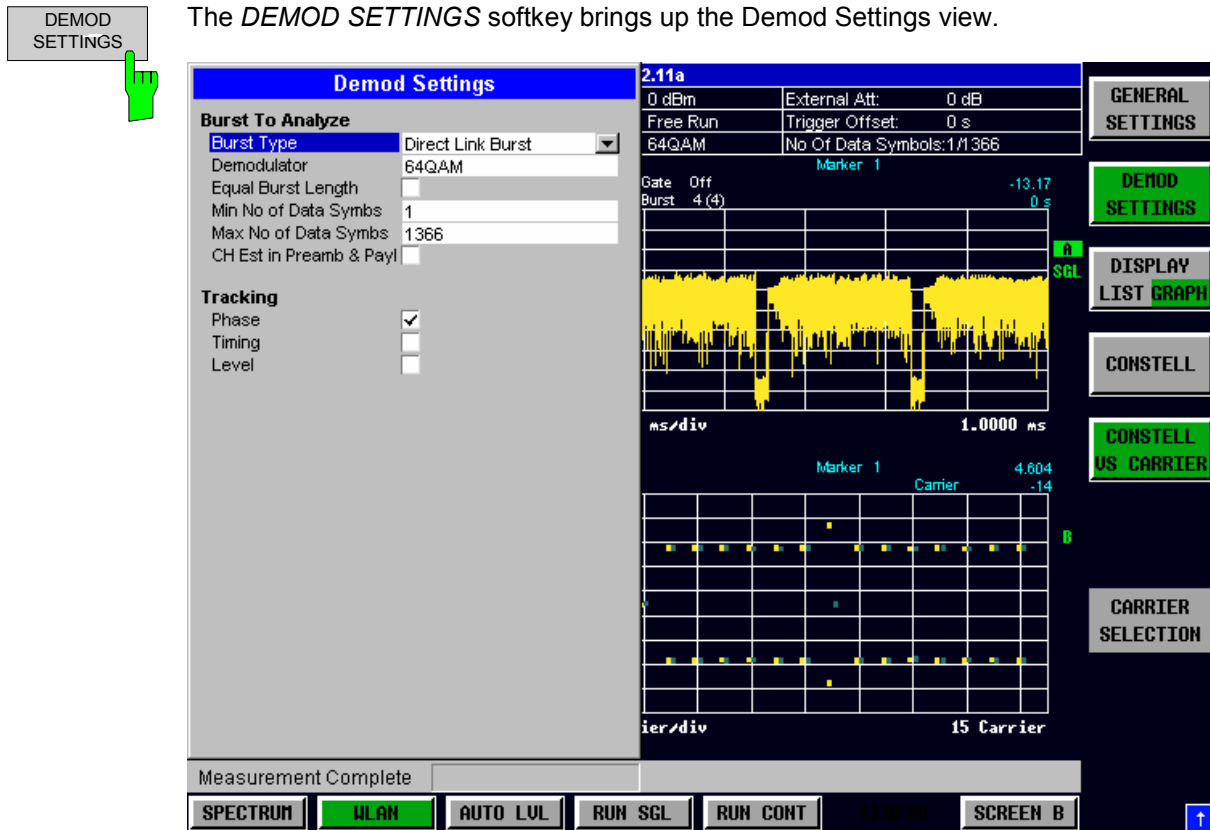 DEMOD
SETTINGS
The DEMOD SETTINGS softkey brings up the Demod Settings view.
Demod Settings
Burst To Analyze
Burst Type Direct Link Burst
Demodulator 64QAM
Equal Burst Length
Min No of Data Symbs 1
Max No of Data Symbs 1366
CH Est in Preamb & Payl
Tracking
Phase
Timing
Level
2.11a
0 dBm External Att: 0 dB
Free Run Trigger Offset: 0 s
64QAM No Of Data Symbols:1/1366
Marker 1
Gate Off -13.17
Burst 4 (4) 0 s
A
SGL
ms/div 1.0000 ms
Marker 1 4.604
Carrier -14
B
ier/div 15 Carrier
GENERAL
SETTINGS
DEMOD
SETTINGS
DISPLAY
LIST GRAPH
CONSTELL
CONSTELL
VS CARRIER
CARRIER
SELECTION
Measurement Complete
SPECTRUM WLAN AUTO LVL RUN SGL RUN CONT SCREEN B